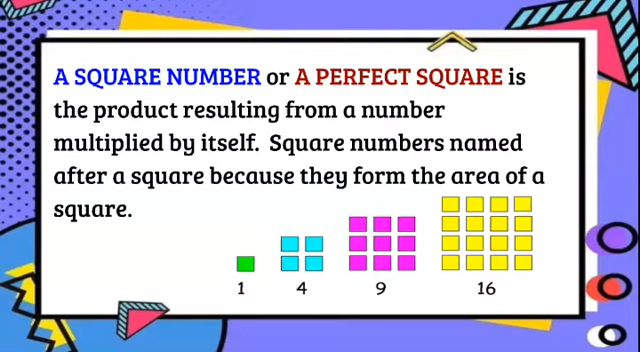 A SQUARE NUMBER or A PERFECT SQUARE is
the product resulting from a number
multiplied by itself.  Square numbers named
after a square because they form the area of a
square.
1 4 9 16